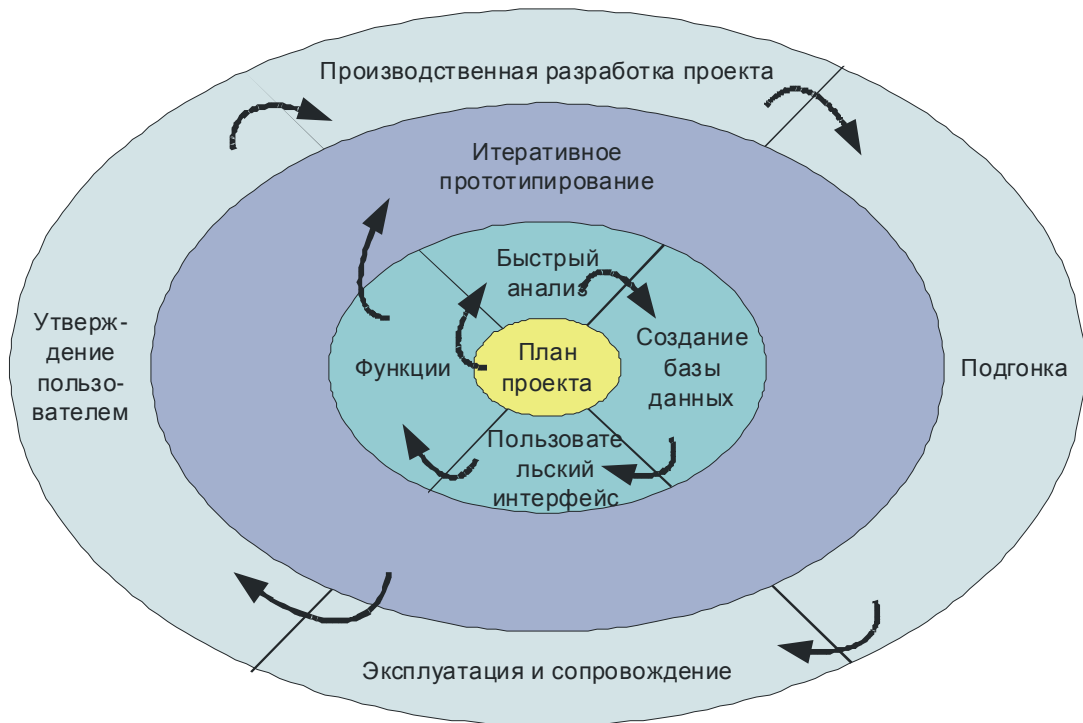 Производственная разработка проекта
Итеративное
прототипирование
Быстрый
анализ
План
проекта
Создание
базы
данных
Пользовате
льский
интерфейс
Функции
Утверж-
дение
пользо-
вателем
Подгонка
Эксплуатация и сопровождение